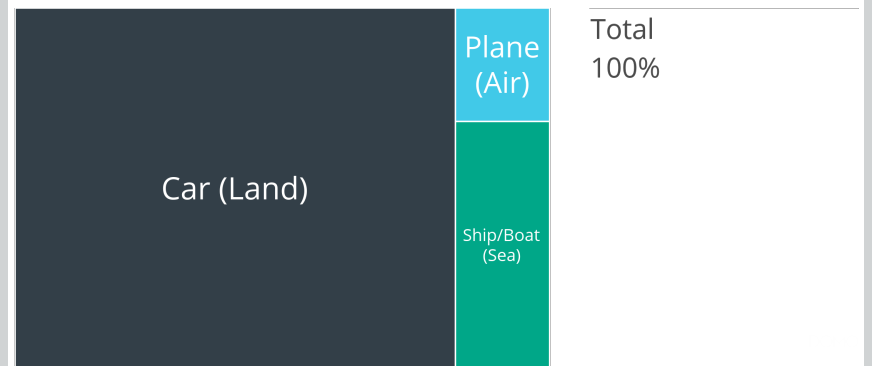 Plane
(Air)
Car (Land)
Ship/Boat
(Sea)
Total
100%